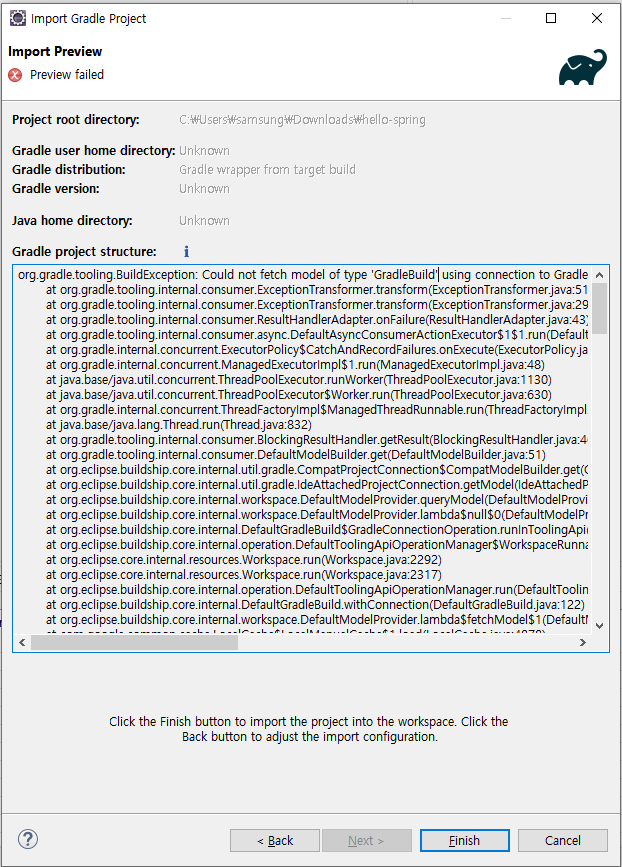 Import Gradle Project
Import Preview
Preview failed
Project root directory: C:₩Users₩samsung₩Downloads₩hello-spring
Gradle user home directory: Unknown
Gradle distribution: Gradle wrapper from target build
Gradle version: Unknown
Java home directory: Unknown
Gradle project structure:
org.gradle.tooling.BuildException: Could not fetch model of type 'GradleBuild' using connection to Gradle
at org.gradle.tooling.internal.consumer.ExceptionTransformer.transform(ExceptionTransformer.java:51
at org.gradle.tooling.internal.consumer.ExceptionTransformer.transform(ExceptionTransformer.java:29
at org.gradle.tooling.internal.consumer.ResultHandlerAdapter.onFailure(ResultHandlerAdapter.java:43)
at org.gradle.tooling.internal.consumer.async.DefaultAsyncConsumerActionExecutor$1$1.run(Default
at org.gradle.internal.concurrent.ExecutorPolicy$CatchAndRecordFailures.onExecute(ExecutorPolicy.ja
at org.gradle.internal.concurrent.ManagedExecutorImpl$1.run(ManagedExecutorImpl.java:48)
at java.base/java.util.concurrent.ThreadPoolExecutor.runWorker(ThreadPoolExecutor.java:1130)
at java.base/java.util.concurrent.ThreadPoolExecutor$Worker.run(ThreadPoolExecutor.java:630)
at org.gradle.internal.concurrent.ThreadFactoryImpl$ManagedThreadRunnable.run(ThreadFactoryImpl
at java.base/java.lang.Thread.run(Thread.java:832)
at org.gradle.tooling.internal.consumer.BlockingResultHandler.getResult(BlockingResultHandler.java:4
at org.gradle.tooling.internal.consumer.DefaultModelBuilder.get(DefaultModelBuilder.java:51)
at org.eclipse.buildship.core.internal.util.gradle.CompatProjectConnection$CompatModelBuilder.get(
at org.eclipse.buildship.core.internal.util.gradle.IdeAttachedProjectConnection.getModel(IdeAttachedP
at org.eclipse.buildship.core.internal.workspace.DefaultModelProvider.queryModel(DefaultModelProvi
at org.eclipse.buildship.core.internal.workspace.DefaultModelProvider.lambda$null$0(DefaultModelPr
at org.eclipse.buildship.core.internal.DefaultGradleBuild$GradleConnectionOperation.runInToolingApi
at org.eclipse.buildship.core.internal.operation.DefaultToolingApiOperationManager$WorkspaceRunna
at org.eclipse.core.internal.resources.Workspace.run(Workspace.java:2292)
at org.eclipse.core.internal.resources.Workspace.run(Workspace.java:2317)
at org.eclipse.buildship.core.internal.operation.DefaultToolingApiOperationManager.run(DefaultToolin
at org.eclipse.buildship.core.internal.DefaultGradleBuild.withConnection(DefaultGradleBuild.java:122)
at org.eclipse.buildship.core.internal.workspace.DefaultModelProvider.lambda$fetchModel$1(Default
at com.google.common.cache.LocalCache$LocalManualCache$1.load(LocalCache.java:4878)
Click the Finish button to import the project into the workspace. Click the
Back button to adjust the import configuration.
? < Back Next > Finish Cancel